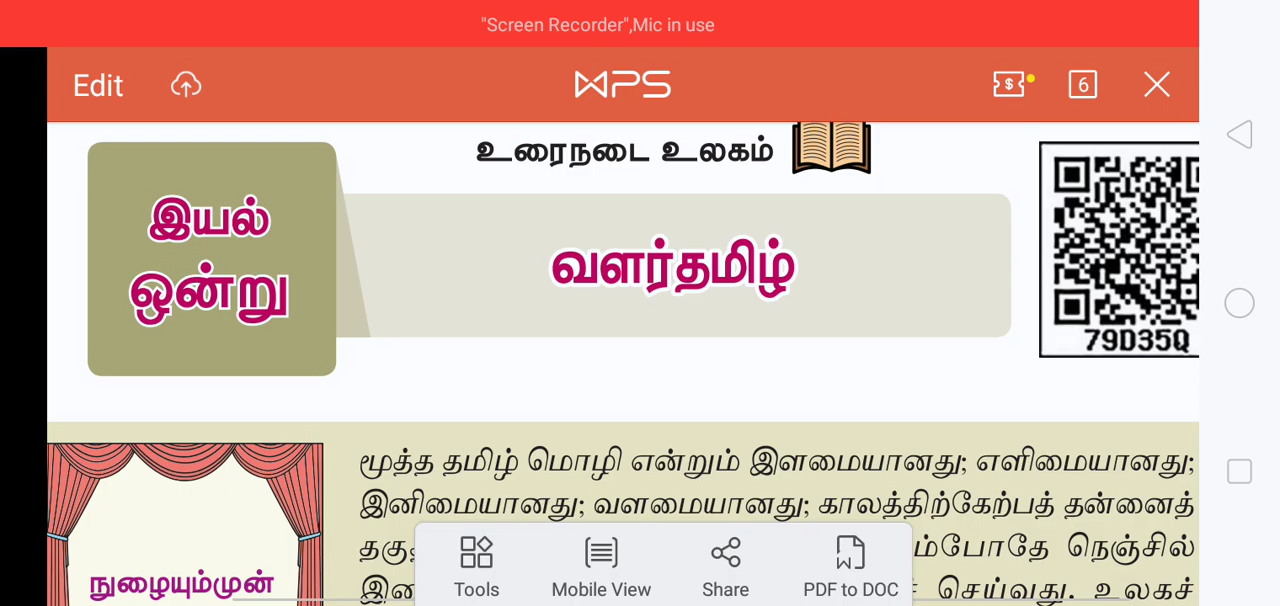 "Screen Recorder",Mic in use
Edit
WPS
$
6
உரைநடை உலகம்
இயல்
ஒன்று
வளர்தமிழ்
79D35Q
மூத்த தமிழ் மொழி என்றும் இளமையானது; எளிமையானது;
இனிமையானது; வளமையானது; காலத்திற்கேற்பத் தன்னைத்
நெஞ்சில்
செய்வது. உலகச்
நுழையும்முன்
Tools
Mobile View
Share
PDF to DOC